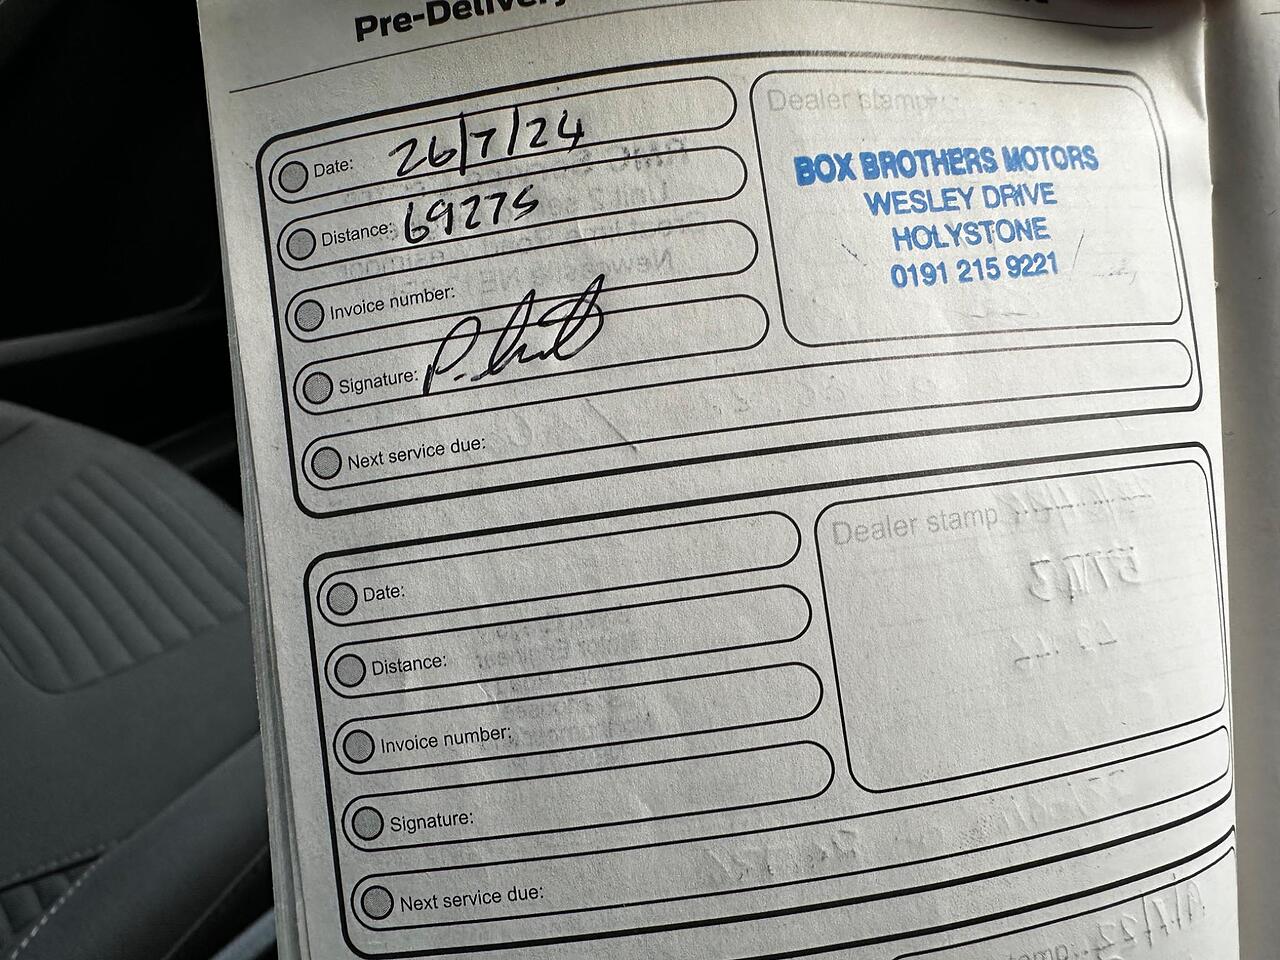 Pre-Delivery
Date: 26/7/24
Distance: 69275
Invoice number:
Signature:
Next service due:
Dealer stamp
BOX BROTHERS MOTORS
WESLEY DRIVE
HOLYSTONE
0191 215 9221
Date:
Distance:
Invoice number:
Signature:
Next service due:
Dealer stamp